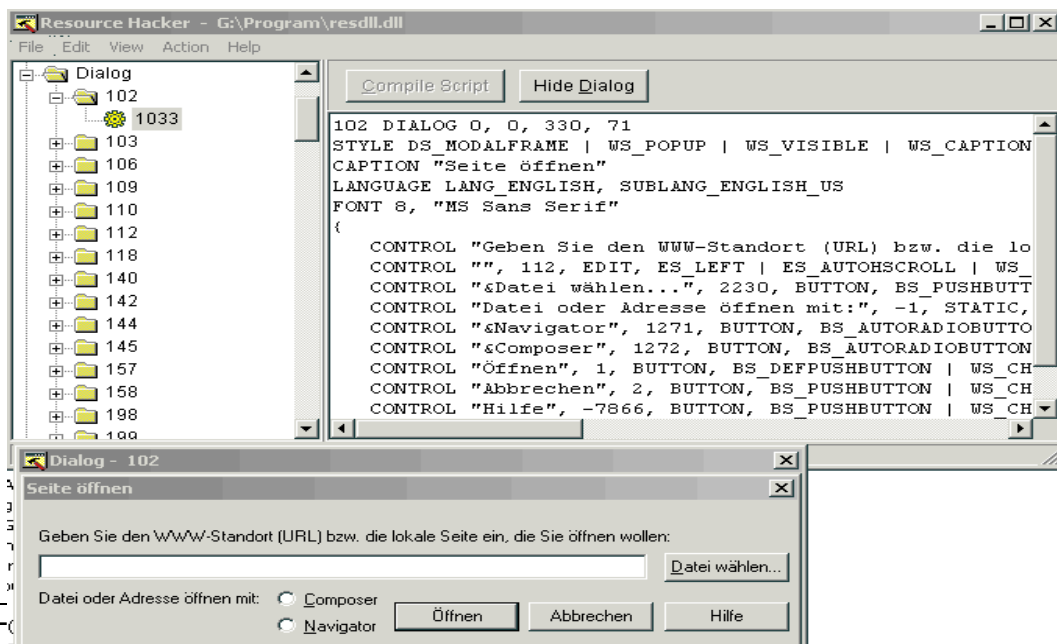 Resource Hacker - G:\Program\resdll.dll
File Edit View Action Help
Dialog
102
1033
103
106
109
110
112
118
140
142
144
145
157
158
198
199
Compile Script Hide Dialog
102 DIALOG 0, 0, 330, 71
STYLE DS_MODALFRAME | WS_POPUP | WS_VISIBLE | WS_CAPTION
CAPTION "Seite öffnen"
LANGUAGE LANG_ENGLISH, SUBLANG_ENGLISH_US
FONT 8, "MS Sans Serif"
{
CONTROL "Geben Sie den WWW-Standort (URL) bzw. die lo
CONTROL "", 112, EDIT, ES_LEFT | ES_AUTOHSCROLL | WS_
CONTROL "&Datei wählen...", 2230, BUTTON, BS_PUSHBUTT
CONTROL "Datei oder Adresse öffnen mit:", -1, STATIC,
CONTROL "&Navigator", 1271, BUTTON, BS_AUTORADIOBUTTO
CONTROL "&Composer", 1272, BUTTON, BS_AUTORADIOBUTTON
CONTROL "Öffnen", 1, BUTTON, BS_DEFPUSHBUTTON | WS_CH
CONTROL "Abbrechen", 2, BUTTON, BS_PUSHBUTTON | WS_CH
CONTROL "Hilfe", -7866, BUTTON, BS_PUSHBUTTON | WS_CH
Dialog - 102
Seite öffnen
Geben Sie den WWW-Standort (URL) bzw. die lokale Seite ein, die Sie öffnen wollen:
Datei wählen...
Datei oder Adresse öffnen mit:
Composer
Navigator
Öffnen Abbrechen Hilfe